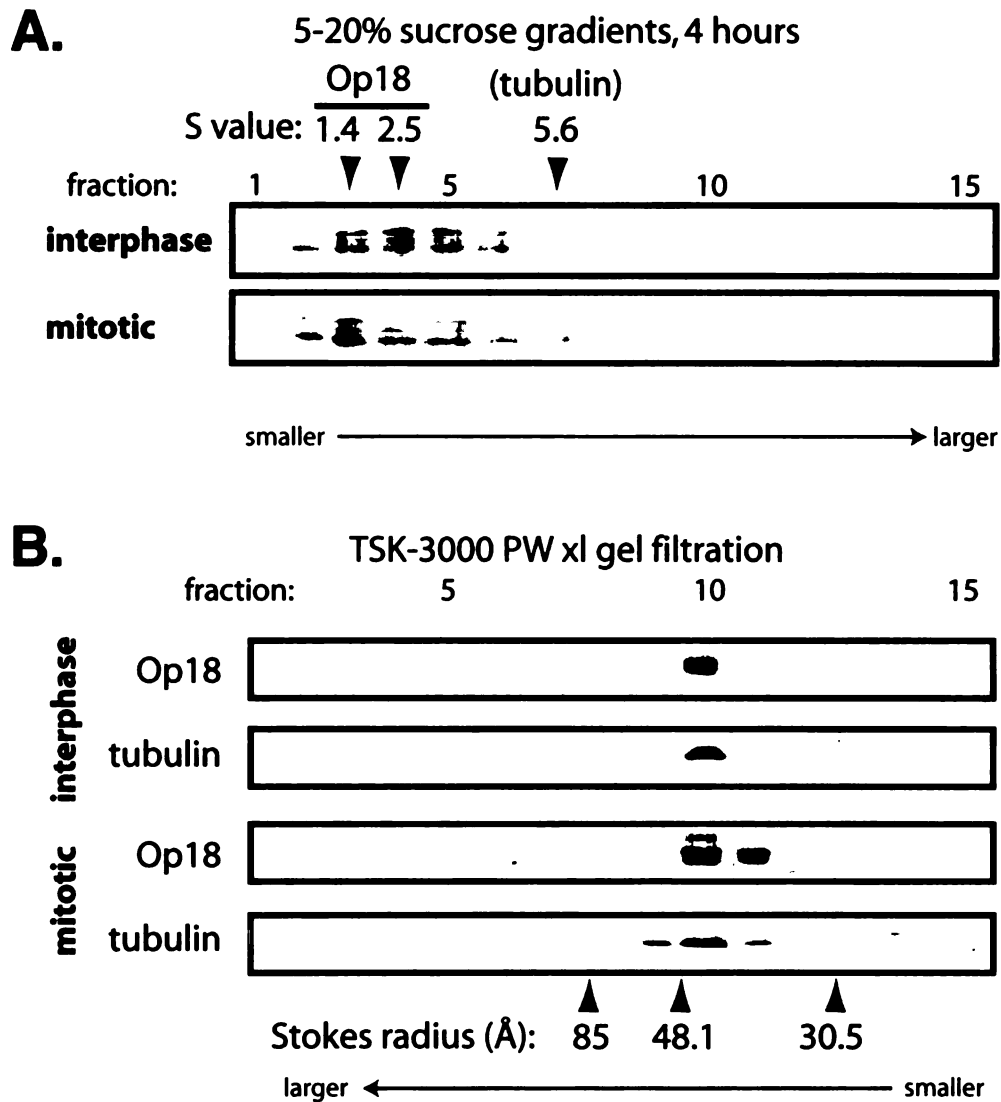 A.
5-20% sucrose gradients, 4 hours
Op18 (tubulin)
S value: 1.4 2.5 5.6
fraction: 1 5 10 15
interphase
mitotic
smaller larger
B.
TSK-3000 PW xl gel filtration
fraction: 5 10 15
interphase
Op18
tubulin
mitotic
Op18
tubulin
Stokes radius (Å): 85 48.1 30.5
larger smaller